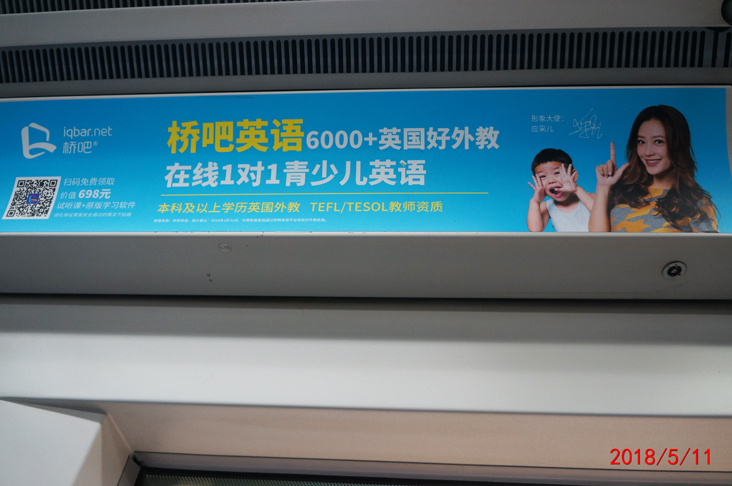 iqbar.net
桥吧®
扫码免费领取
价值 698元
试听课+原版学习软件
桥吧英语6000+英国好外教
在线1对1青少儿英语
本科及以上学历英国外教 TEFL/TESOL教师资质
形象大使：
应采儿
2018/5/11